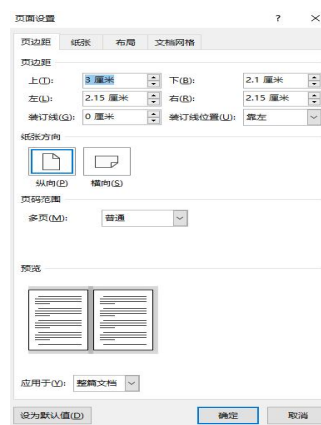 页面设置 ? ×
页边距 纸张 布局 文档网格
页边距
上(T): 3 厘米 下(B): 2.1 厘米
左(L): 2.15 厘米 右(R): 2.15 厘米
装订线(G): 0 厘米 装订线位置(U): 靠左
纸张方向
纵向(P) 横向(S)
页码范围
多页(M): 普通
预览
应用于(Y): 整篇文档
设为默认值(D) 确定 取消